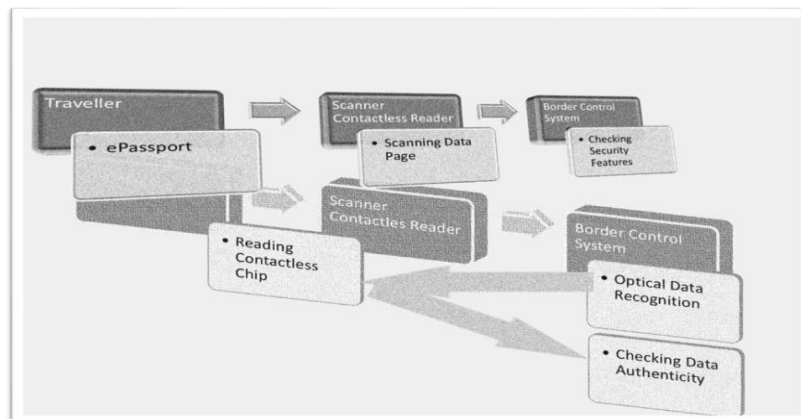 Traveller
• ePassport
Scanner
Contactless Reader
• Scanning Data
Page
Border Control
System
• Checking
Security
Features
Scanner
Contactles Reader
• Reading
Contactless
Chip
Border Control
System
• Optical Data
Recognition
• Checking Data
Authenticity